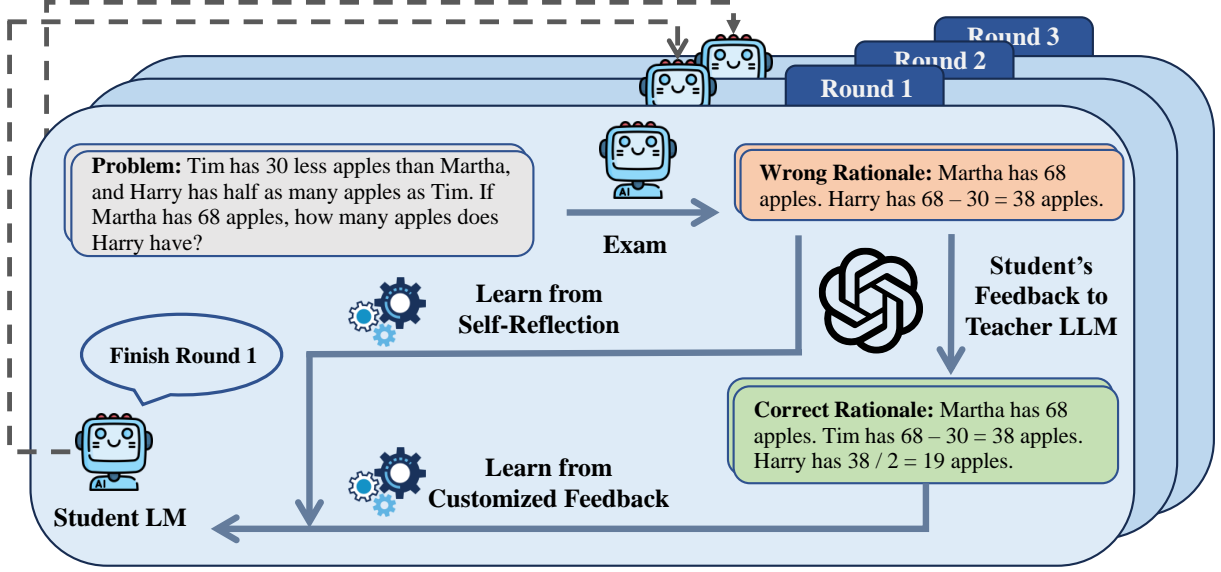 Round 3
Round 2
Round 1
Problem: Tim has 30 less apples than Martha,
and Harry has half as many apples as Tim. If
Martha has 68 apples, how many apples does
Harry have?
AI
Exam
Wrong Rationale: Martha has 68
apples. Harry has 68 – 30 = 38 apples.
Learn from
Self-Reflection
Student's
Feedback to
Teacher LLM
Finish Round 1
Correct Rationale: Martha has 68
apples. Tim has 68 – 30 = 38 apples.
Harry has 38 / 2 = 19 apples.
AI
Student LM
Learn from
Customized Feedback